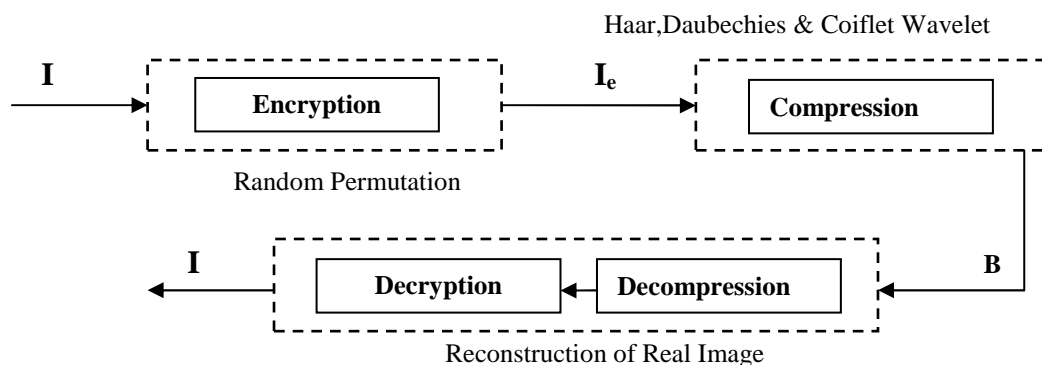 Haar,Daubechies & Coiflet Wavelet
I
Encryption
Iₑ
Compression
Random Permutation
I
Decryption
Decompression
B
Reconstruction of Real Image